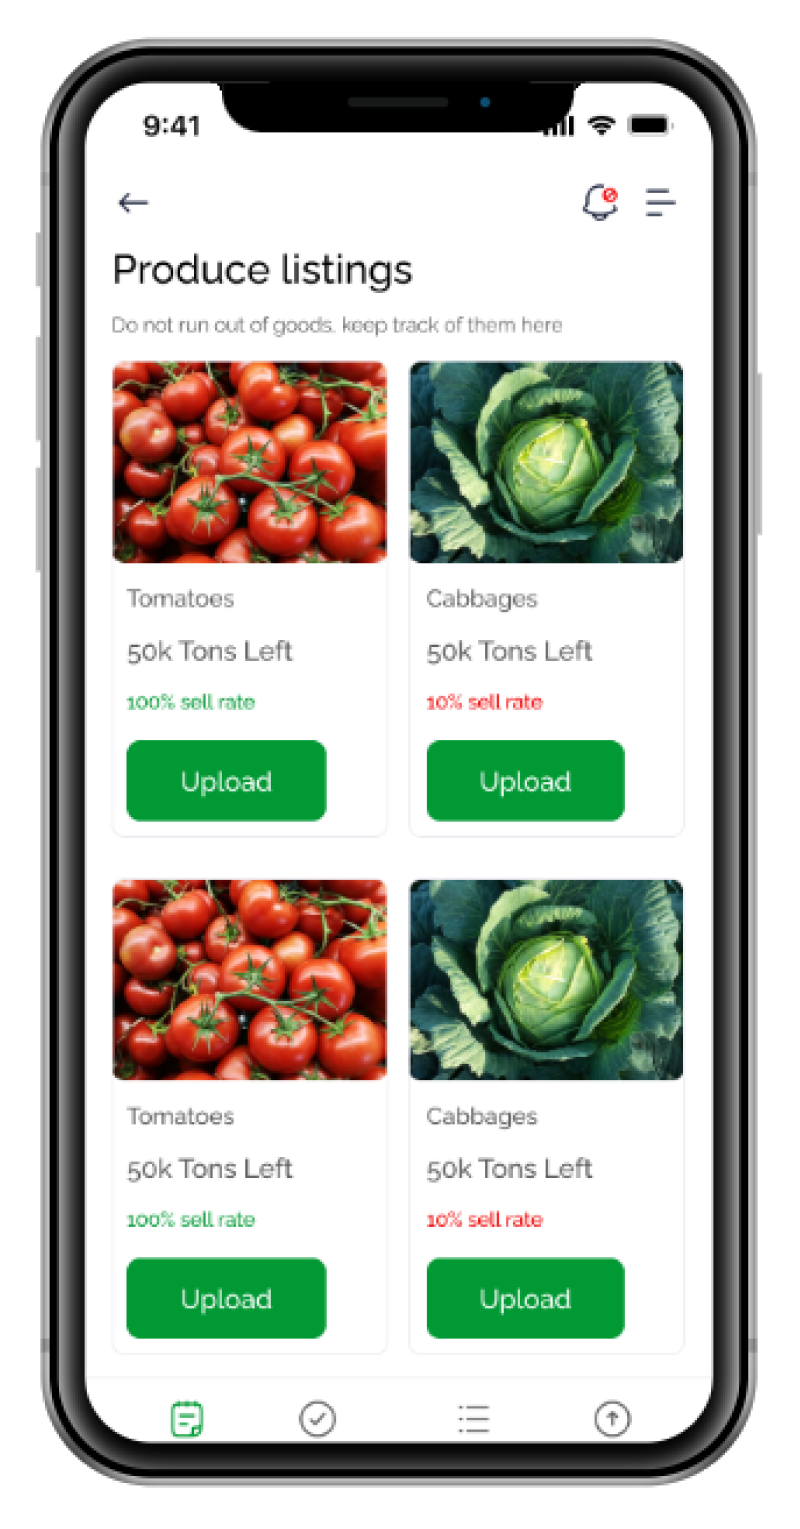 9:41
Produce listings
Do not run out of goods, keep track of them here
Tomatoes
50k Tons Left
100% sell rate
Upload
Cabbages
50k Tons Left
10% sell rate
Upload
Tomatoes
50k Tons Left
100% sell rate
Upload
Cabbages
50k Tons Left
10% sell rate
Upload